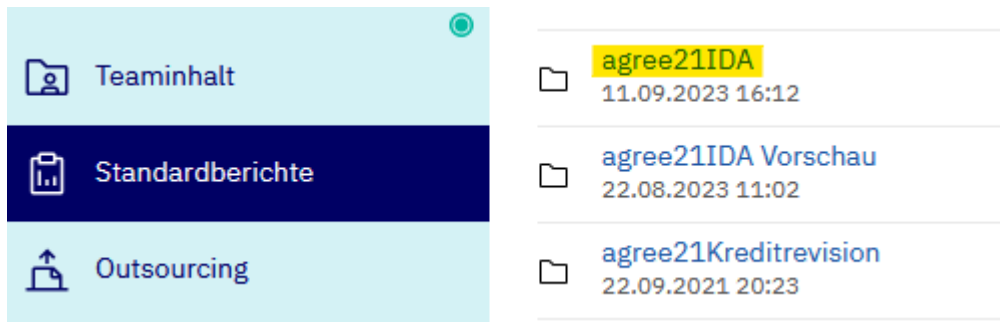 Teaminhalt
Standardberichte
Outsourcing
agree21IDA
11.09.2023 16:12
agree21IDA Vorschau
22.08.2023 11:02
agree21Kreditrevision
22.09.2021 20:23